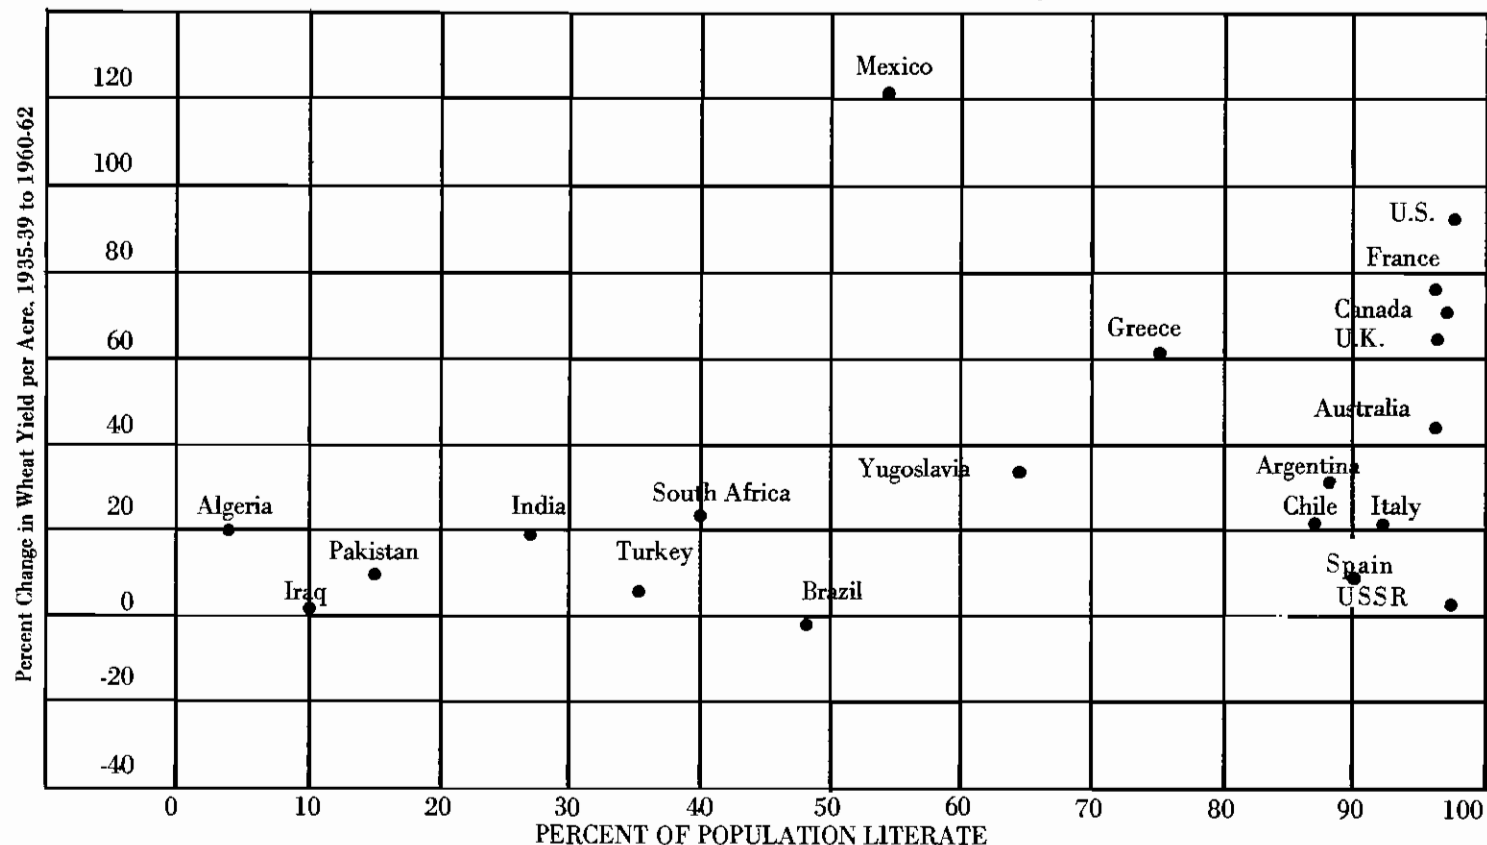 Percent Change in Wheat Yield per Acre, 1935-39 to 1960-62
120
100
80
60
40
20
0
-20
-40
Mexico
U.S.
France
Canada
Greece
U.K.
Australia
Yugoslavia
Argentina
South Africa
Algeria
India
Chile
Italy
Pakistan
Turkey
Spain
Iraq
Brazil
USSR
0 10 20 30 40 50 60 70 80 90 100
PERCENT OF POPULATION LITERATE